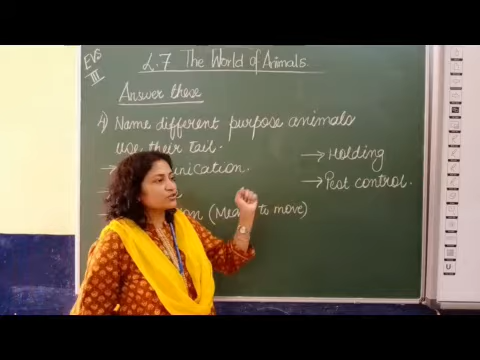 EVS
III
L.7 The World of Animals
Answer these
4) Name different purpose animals
use their tail.
→ Holding
→ Pest control.
(Means to move)